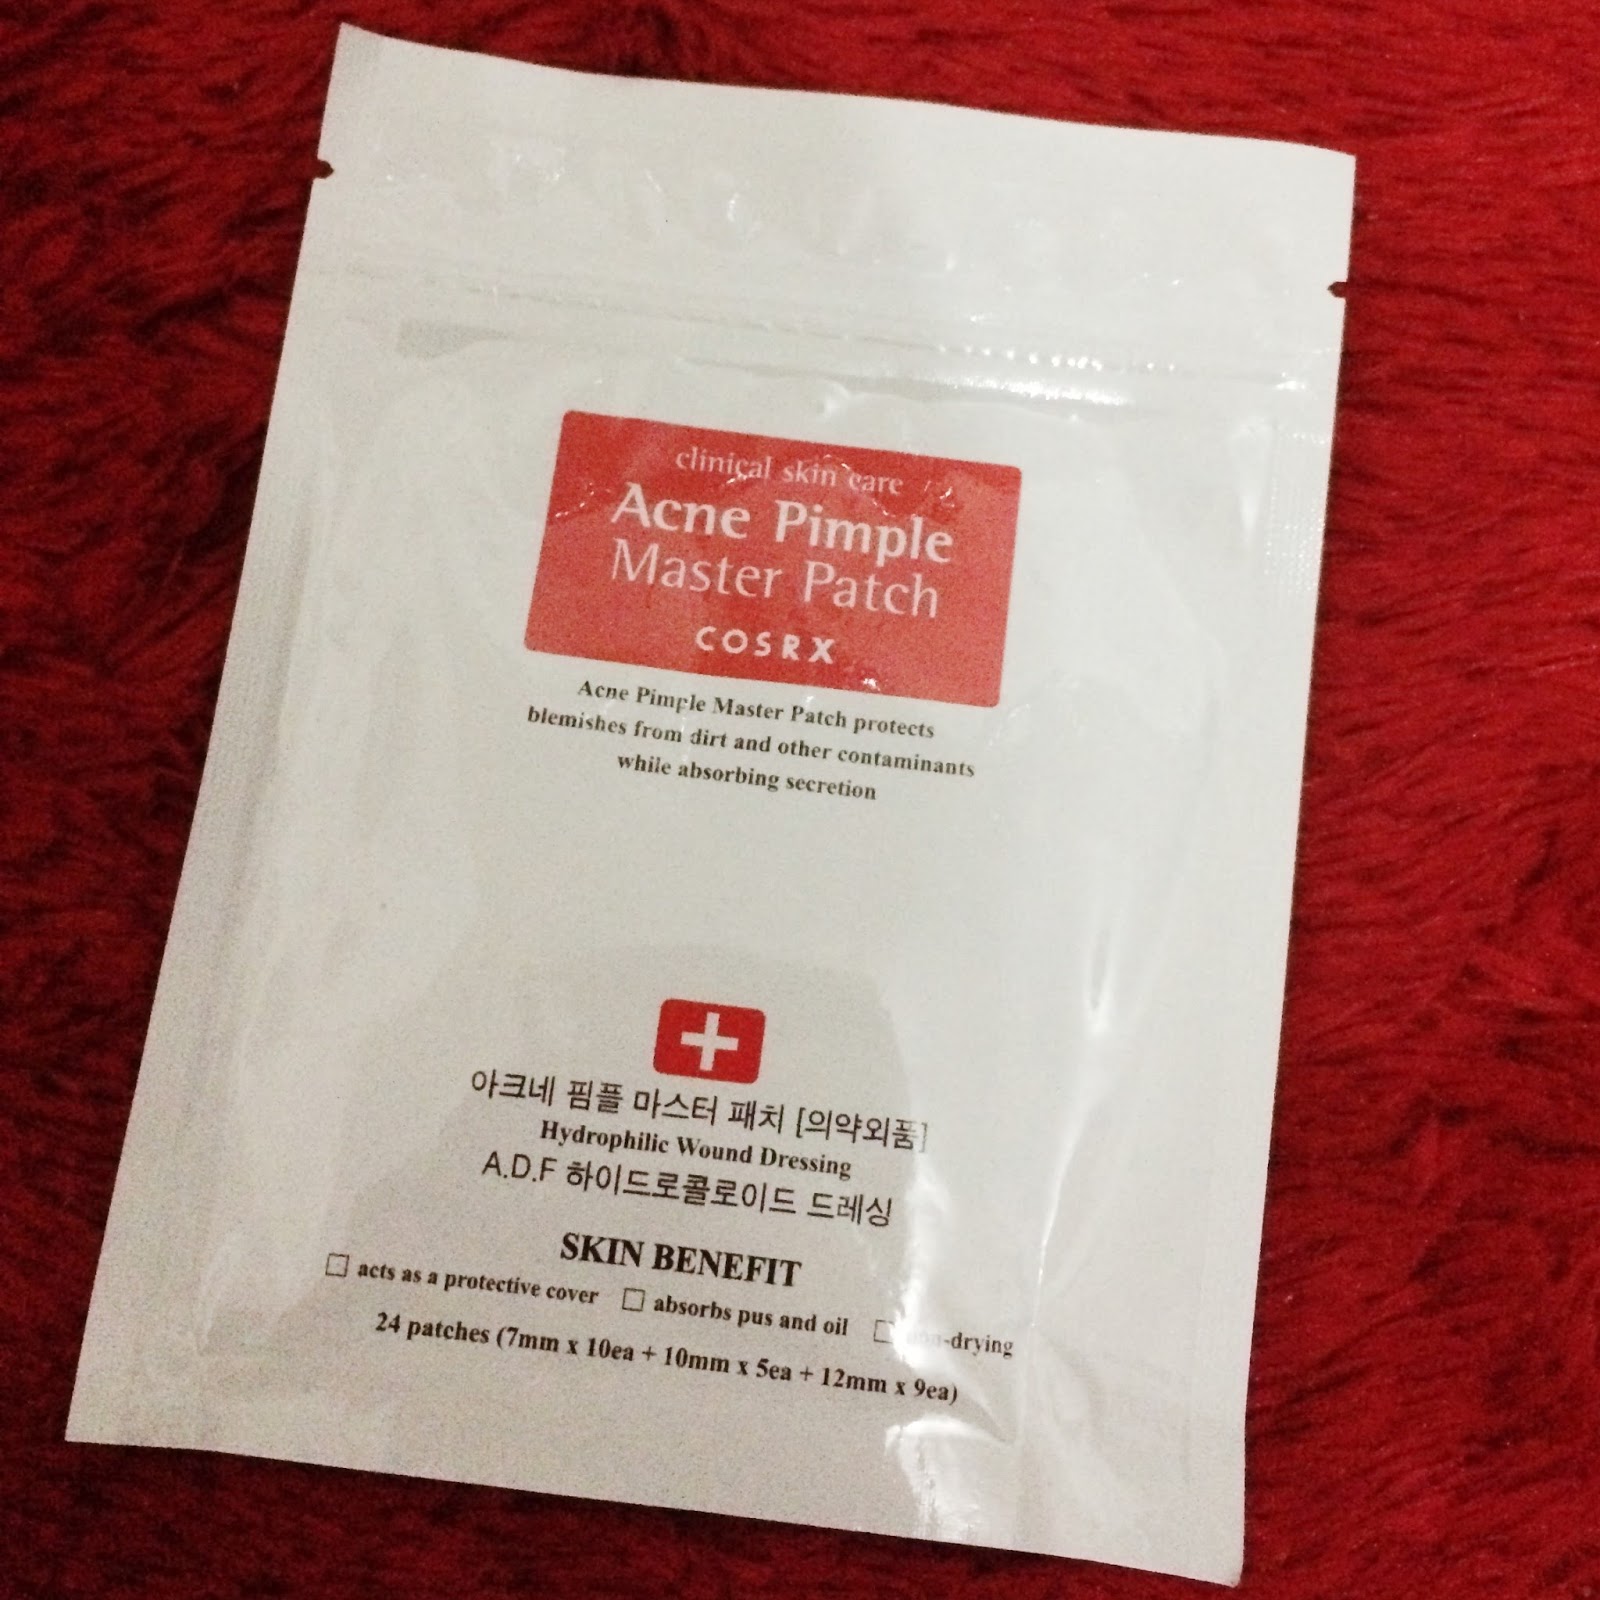 clinical skin care
Acne Pimple
Master Patch
COSRX
Acne Pimple Master Patch protects
blemishes from dirt and other contaminants
while absorbing secretion
아크네 핌플 마스터 패치 [의약외품]
Hydrophilic Wound Dressing
A.D.F 하이드로콜로이드 드레싱
SKIN BENEFIT
☐ acts as a protective cover ☐ absorbs pus and oil ☐ non-drying
24 patches (7mm x 10ea + 10mm x 5ea + 12mm x 9ea)